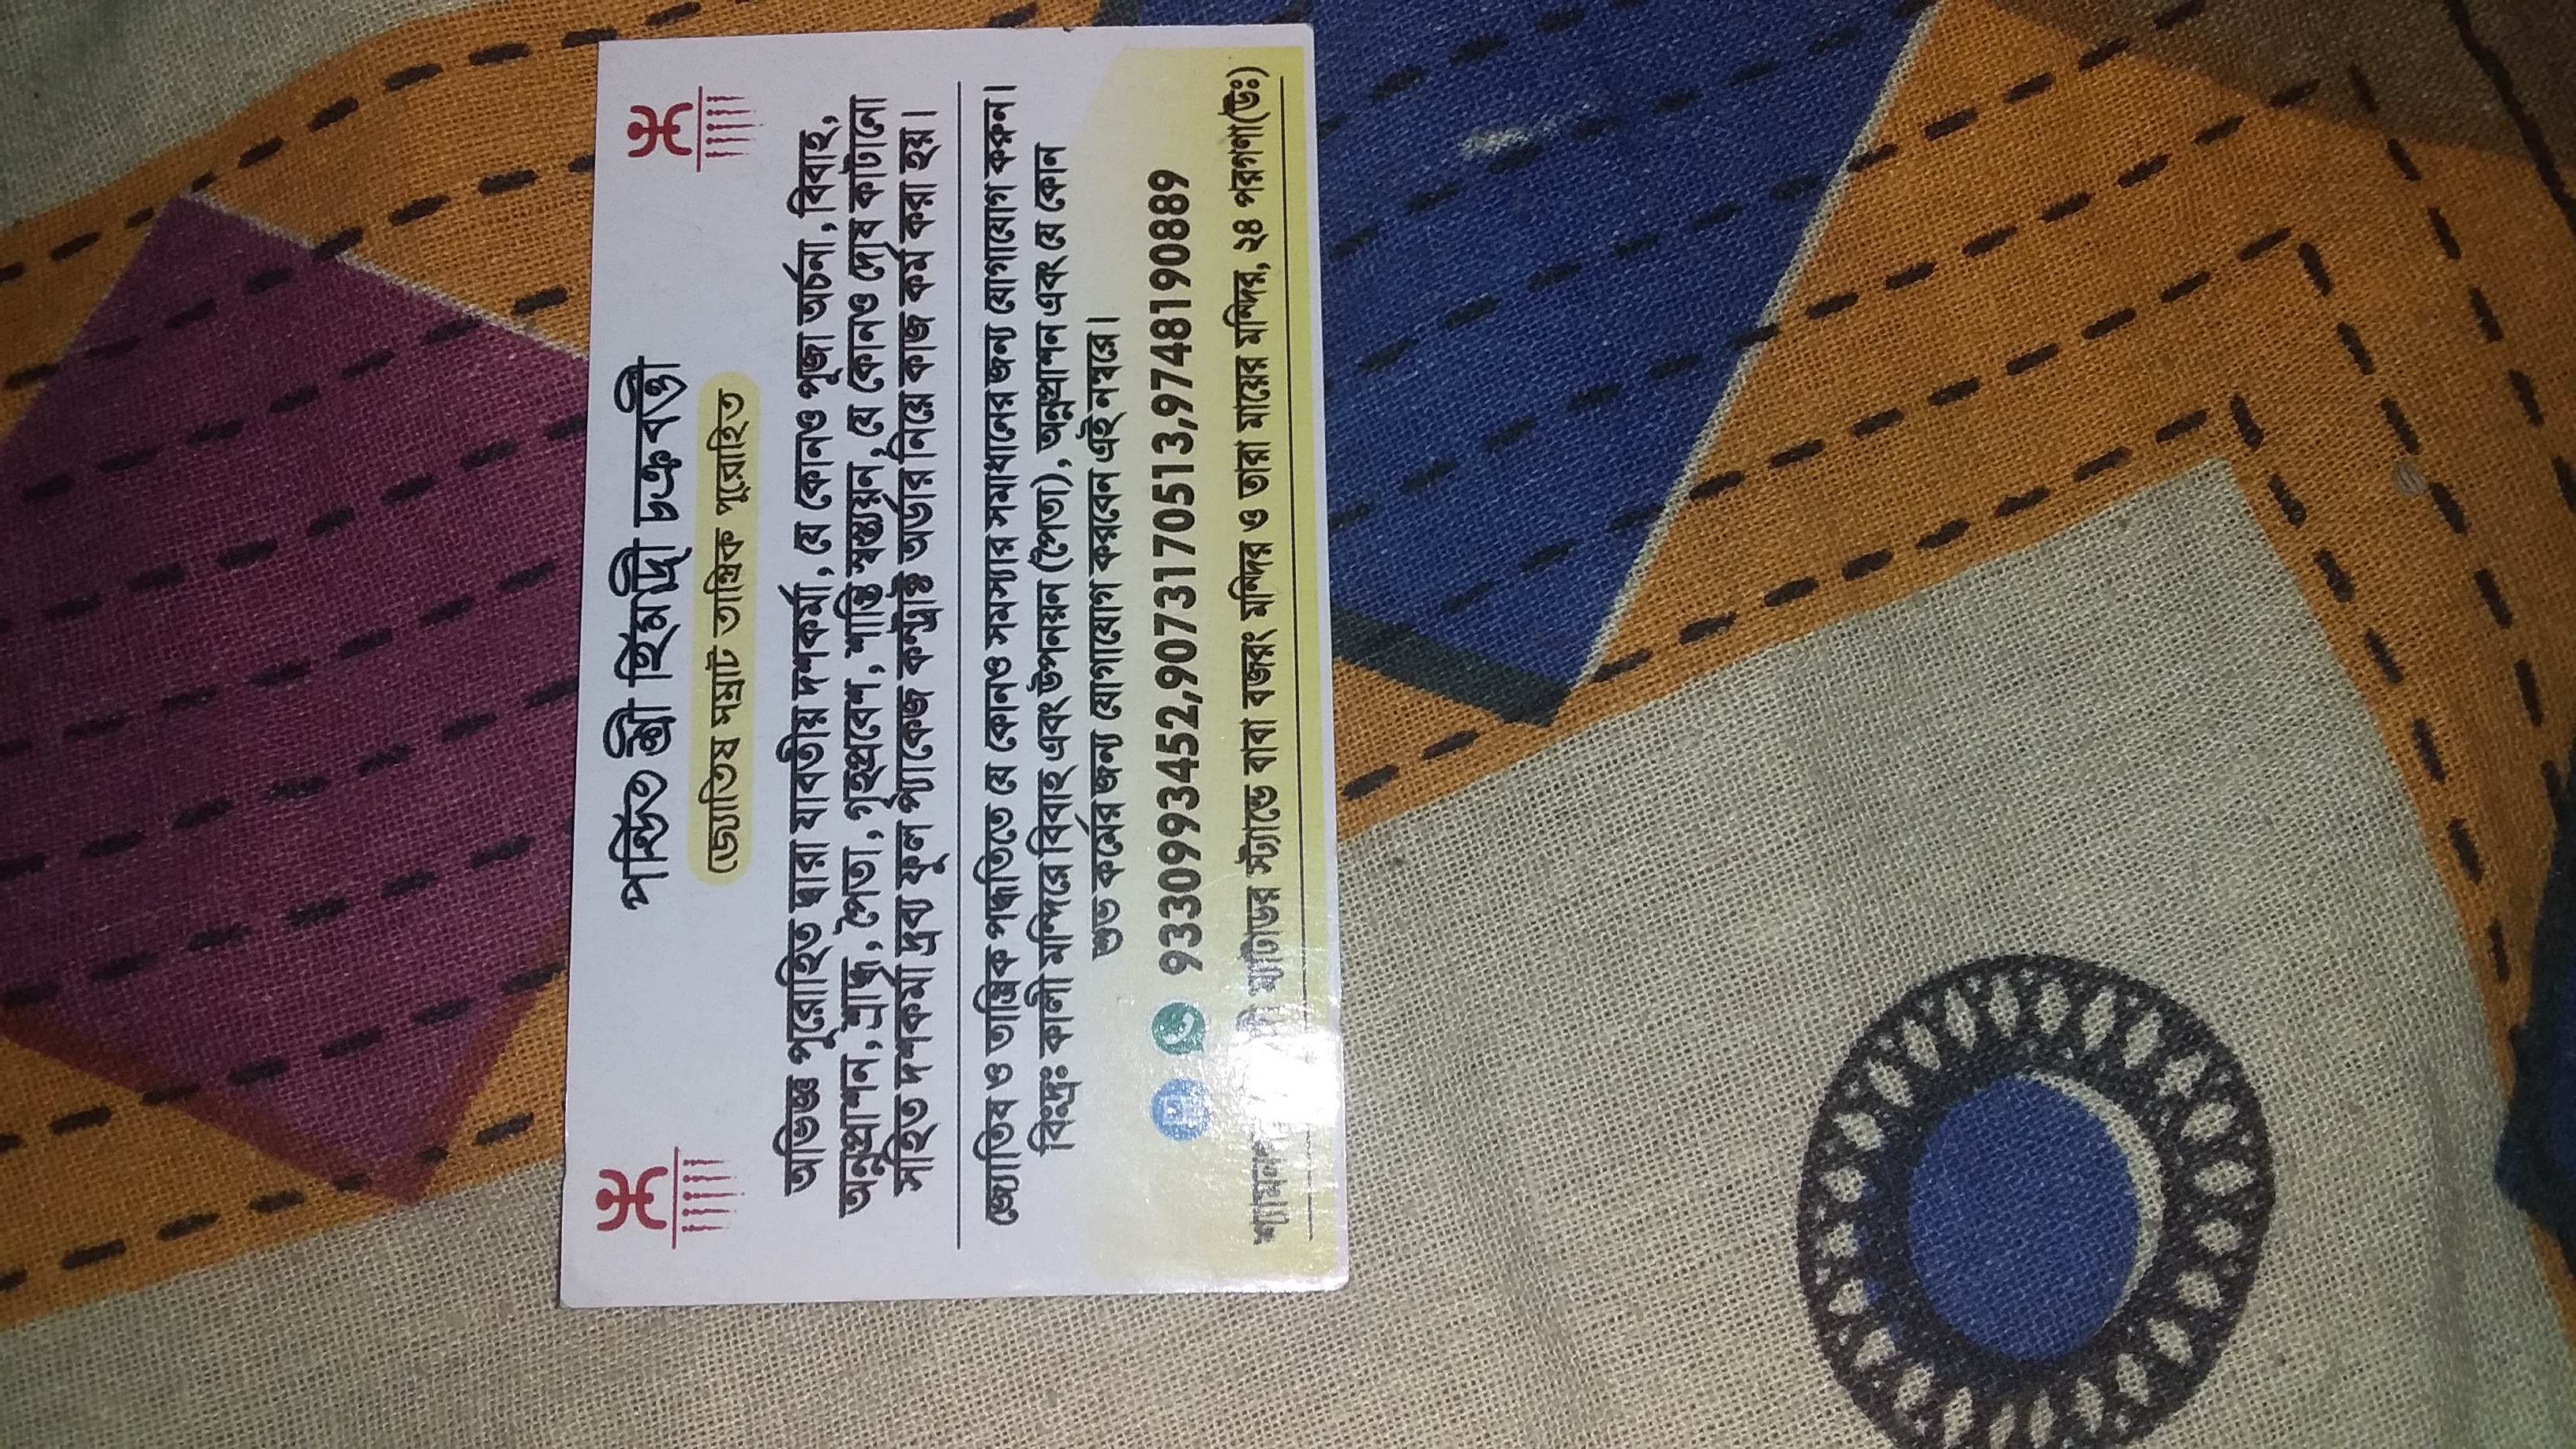 পন্ডিত শ্রী হিমাদ্রী চক্রবর্ত্তী
জ্যোতিষ সম্রাট তান্ত্রিক পুরোহিত
অভিজ্ঞ পুরোহিত দ্বারা যাবতীয় দশকর্মা, যে কোনও পূজা অর্চনা, বিবাহ,
অন্নপ্রাশন, শ্রাদ্ধ, পৈতা, গৃহপ্রবেশ, শান্তি স্বস্ত্যয়ন, যে কোনও দোষ কাটানো
সহিত দশকর্মা দ্রব্য ফুল প্যাকেজ কন্ট্রাক্ট অর্ডার নিয়ে কাজ কর্ম করা হয়।
জ্যোতিষ ও তান্ত্রিক পদ্ধতিতে যে কোনও সমস্যার সমাধানের জন্য যোগাযোগ করুন।
বিঃদ্রঃ কালী মন্দিরে বিবাহ এবং উপনয়ন (পৈতা), অন্নপ্রাশন এবং যে কোন
শুভ কর্মের জন্য যোগাযোগ করবেন এই নম্বরে।
9330993452,9073170513,9748190889
ম্যাটাডর স্ট্যান্ডে বাবা বজরং মন্দির ও তারা মায়ের মন্দির, ২৪ পরগণা(উঃ)